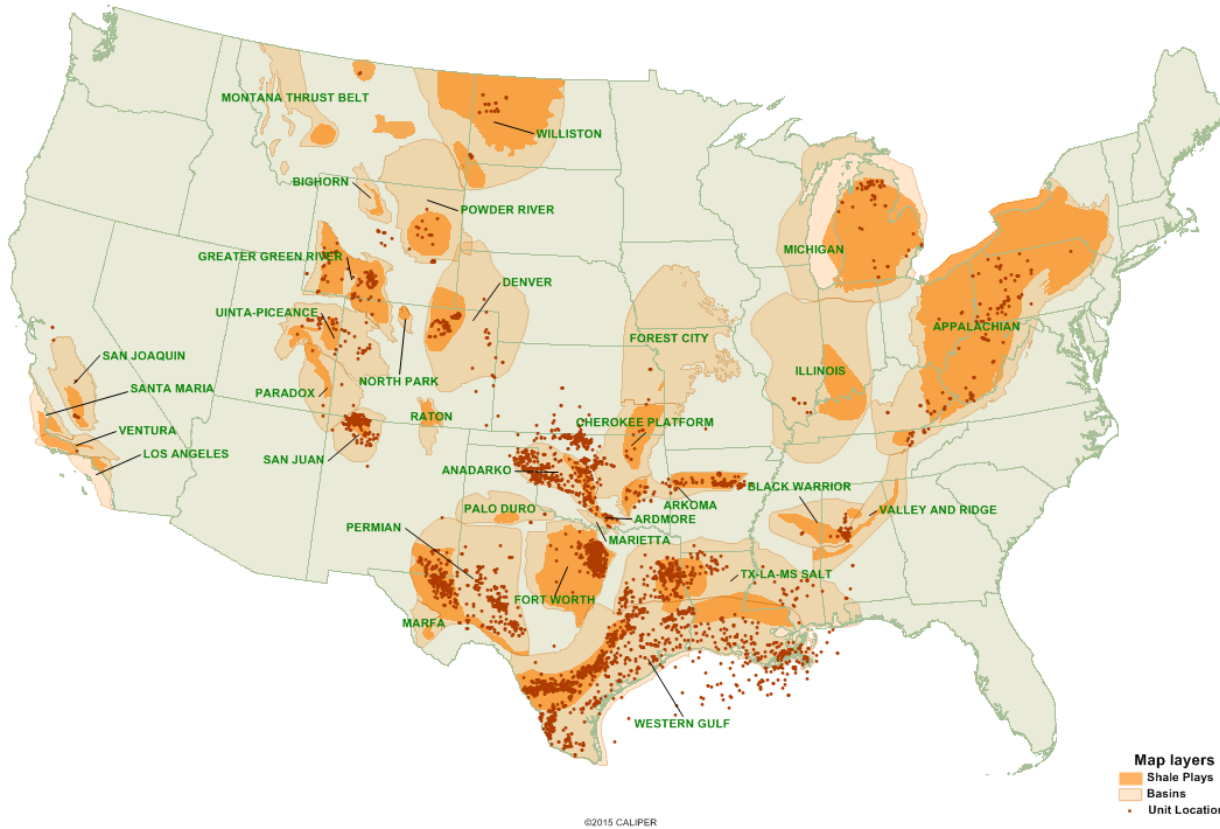 MONTANA THRUST BELT
WILLISTON
BIGHORN
POWDER RIVER
MICHIGAN
GREATER GREEN RIVER
DENVER
UINTA-PICEANCE
APPALACHIAN
FOREST CITY
SAN JOAQUIN
ILLINOIS
NORTH PARK
SANTA MARIA
PARADOX
RATON
CHEROKEE PLATFORM
VENTURA
LOS ANGELES
SAN JUAN
ANADARKO
BLACK WARRIOR
ARKOMA
PALO DURO
VALLEY AND RIDGE
ARDMORE
PERMIAN
MARIETTA
TX-LA-MS SALT
FORT WORTH
MARFA
WESTERN GULF
Map layers
Shale Plays
Basins
Unit Location
©2015 CALIPER